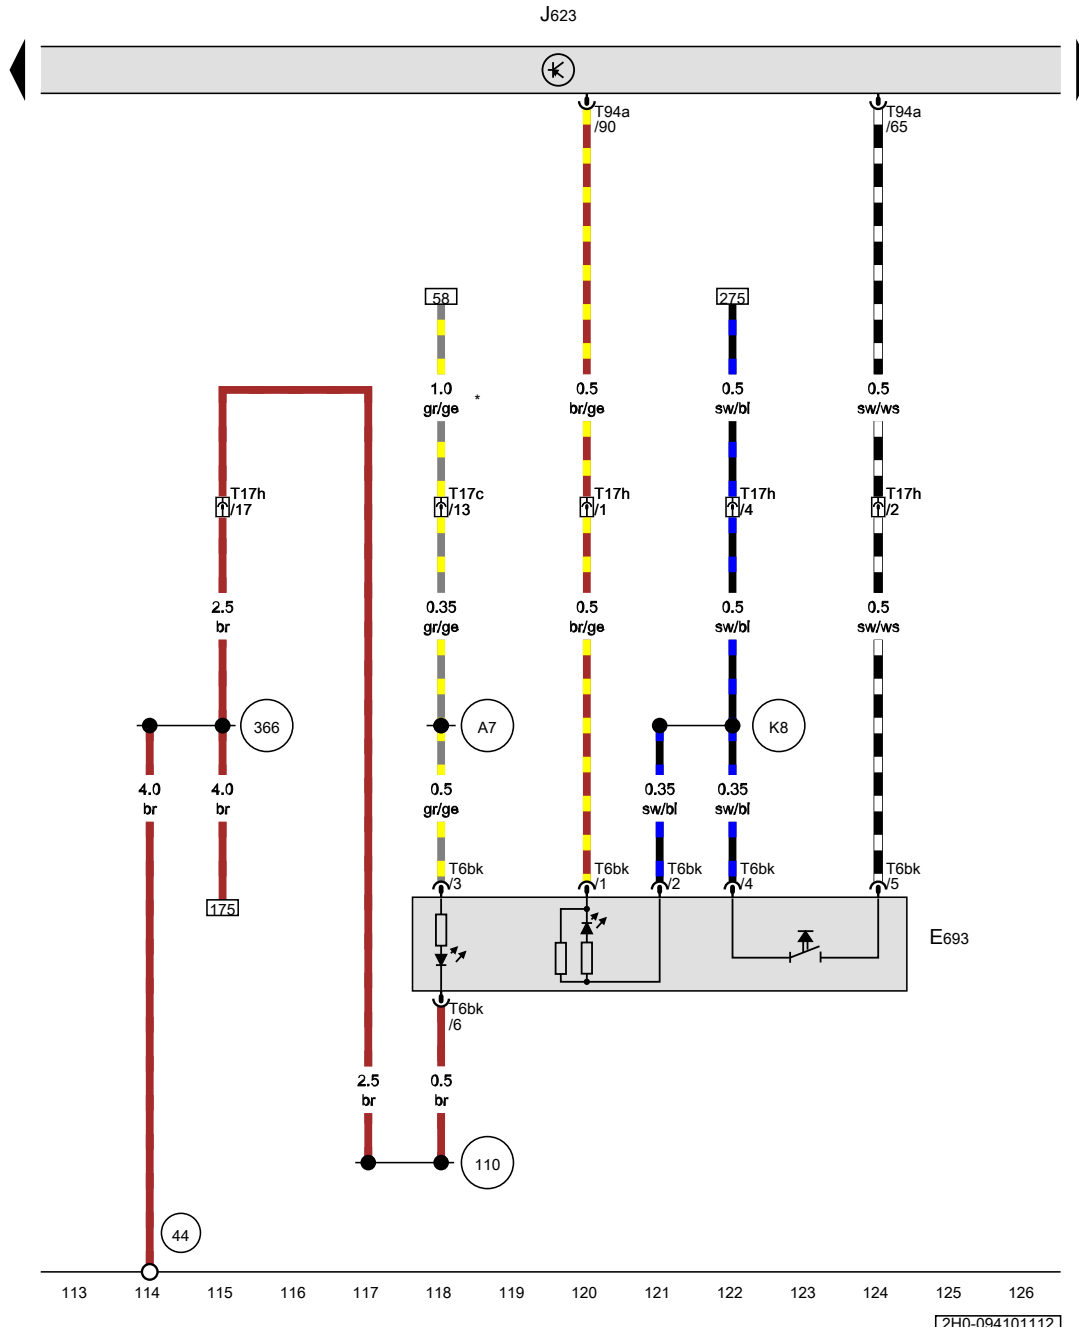 J623
T94a
/90
T94a
/65
58
275
1.0
gr/ge
*
0.5
br/ge
0.5
sw/bl
0.5
sw/ws
T17h
/17
T17c
/13
T17h
/1
T17h
/4
T17h
/2
2.5
br
0.35
gr/ge
0.5
br/ge
0.5
sw/bl
0.5
sw/ws
366
A7
K8
4.0
br
4.0
br
0.5
gr/ge
0.35
sw/bl
0.35
sw/bl
T6bk
/3
T6bk
/1
T6bk
/2
T6bk
/4
T6bk
/5
175
E693
T6bk
/6
2.5
br
0.5
br
110
44
113 114 115 116 117 118 119 120 121 122 123 124 125 126
2H0-094101112